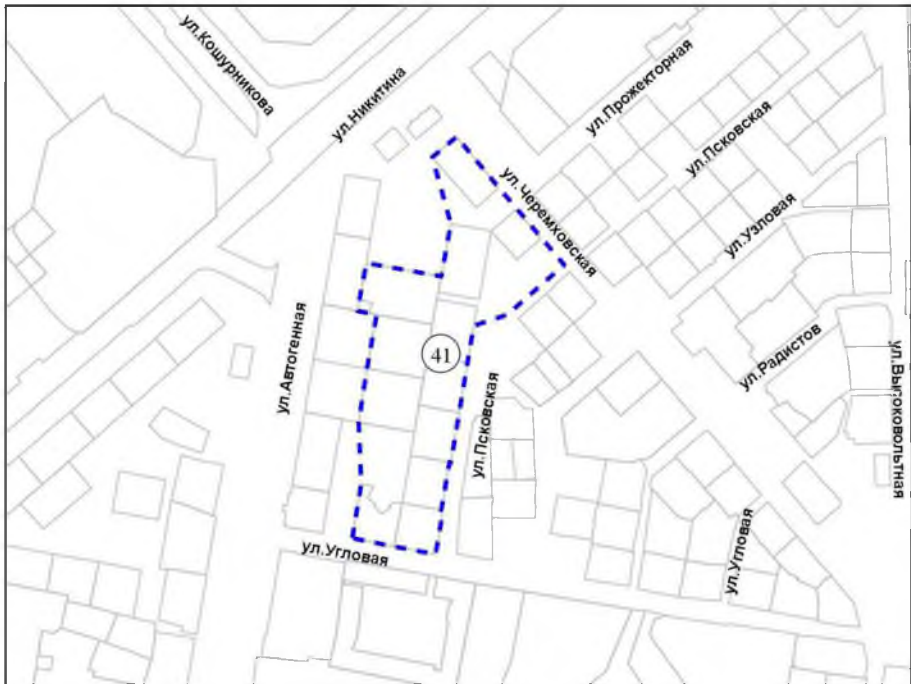 ул.Кошурникова
ул.Никитина
ул.Прожекторная
ул.Псковская
ул.Черемховская
ул.Узловая
ул.Автогенная
41
ул.Радистов
ул.Высоковольтная
ул.Псковская
ул.Угловая
ул.Угловая